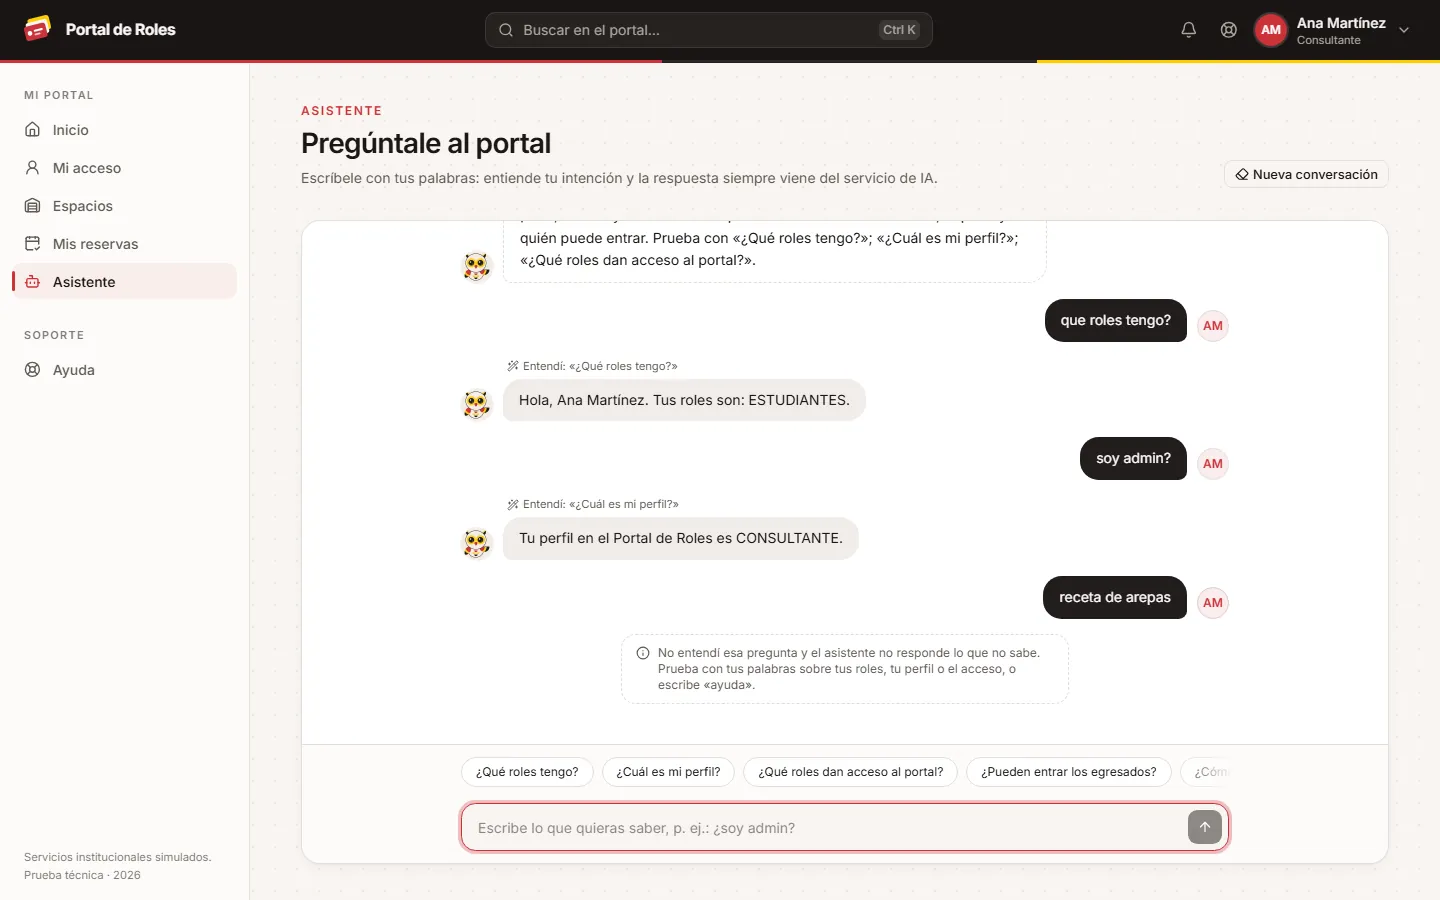 Portal de Roles
Buscar en el portal...
Ctrl K
AM
Ana Martínez
Consultante
MI PORTAL
Inicio
Mi acceso
Espacios
Mis reservas
Asistente
SOPORTE
Ayuda
Servicios institucionales simulados.
Prueba técnica · 2026
ASISTENTE
Pregúntale al portal
Escríbele con tus palabras: entiende tu intención y la respuesta siempre viene del servicio de IA.
Nueva conversación
quién puede entrar. Prueba con «¿Qué roles tengo?»; «¿Cuál es mi perfil?»;
«¿Qué roles dan acceso al portal?».
que roles tengo?
AM
Entendí: «¿Qué roles tengo?»
Hola, Ana Martínez. Tus roles son: ESTUDIANTES.
soy admin?
AM
Entendí: «¿Cuál es mi perfil?»
Tu perfil en el Portal de Roles es CONSULTANTE.
receta de arepas
AM
No entendí esa pregunta y el asistente no responde lo que no sabe.
Prueba con tus palabras sobre tus roles, tu perfil o el acceso, o
escribe «ayuda».
¿Qué roles tengo?
¿Cuál es mi perfil?
¿Qué roles dan acceso al portal?
¿Pueden entrar los egresados?
Escribe lo que quieras saber, p. ej.: ¿soy admin?